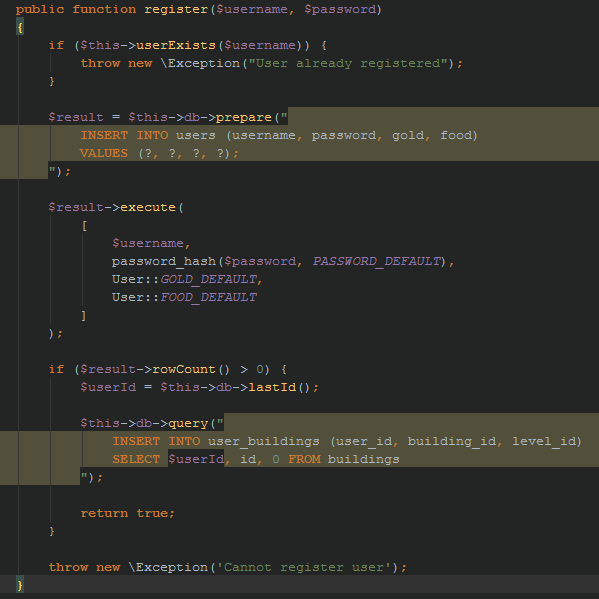 public function register($username, $password)
{
    if ($this->userExists($username)) {
        throw new \Exception("User already registered");
    }

    $result = $this->db->prepare("
        INSERT INTO users (username, password, gold, food)
        VALUES (?, ?, ?, ?);
    ");

    $result->execute(
        [
            $username,
            password_hash($password, PASSWORD_DEFAULT),
            User::GOLD_DEFAULT,
            User::FOOD_DEFAULT
        ]
    );

    if ($result->rowCount() > 0) {
        $userId = $this->db->lastId();

        $this->db->query("
            INSERT INTO user_buildings (user_id, building_id, level_id)
            SELECT $userId, id, 0 FROM buildings
        ");

        return true;
    }

    throw new \Exception('Cannot register user');
}